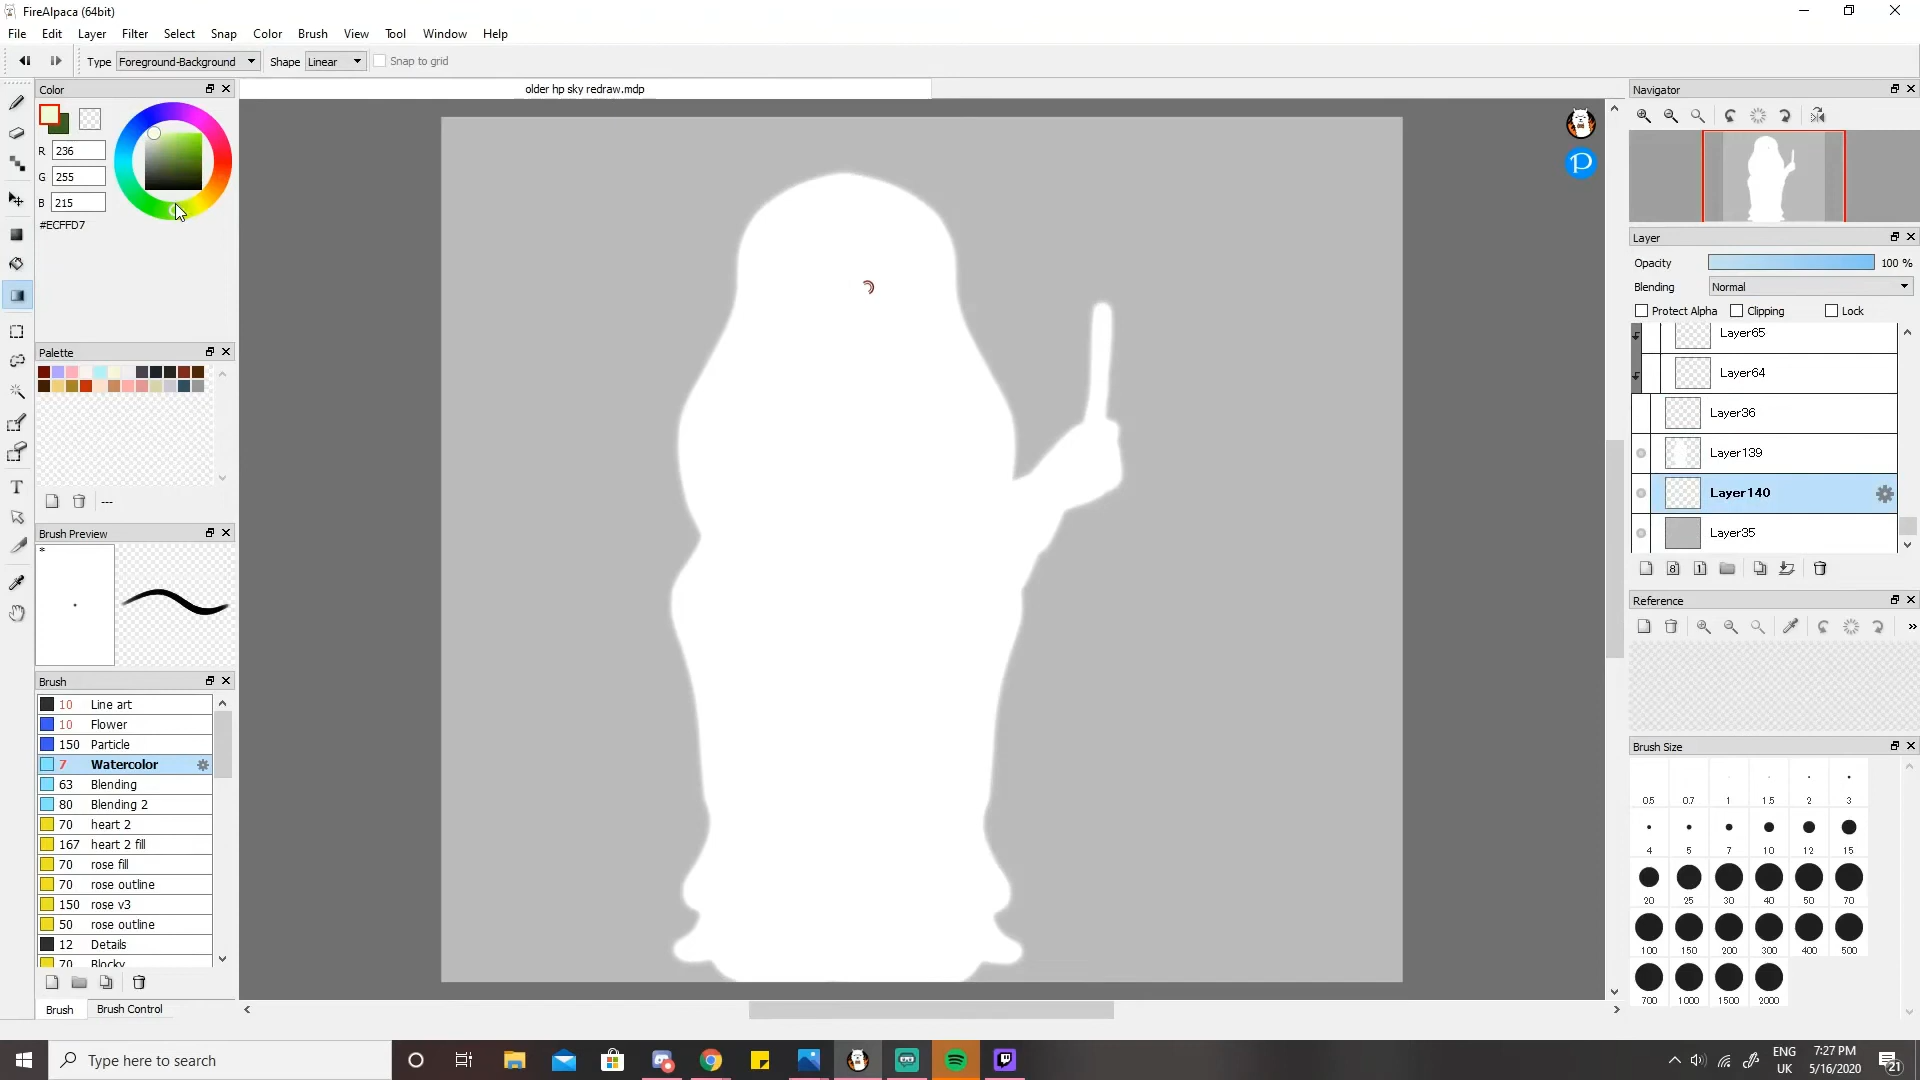 FireAlpaca (64bit)
File Edit Layer Filter Select Snap Color Brush View Tool Window Help
Type Foreground-Background Shape Linear Snap to grid
Color
older hp sky redraw.mdp
Navigator
R 236
G 255
B 215
#ECFFD7
Layer
Opacity 100 %
Blending Normal
Protect Alpha Clipping Lock
Layer65
Layer64
Layer36
Layer139
Layer140
Layer35
Palette
---
Brush Preview
*
Reference
»
Brush
10 Line art
10 Flower
150 Particle
7 Watercolor
63 Blending
80 Blending 2
70 heart 2
167 heart 2 fill
70 rose fill
70 rose outline
150 rose v3
50 rose outline
12 Details
70 Blocky
Brush Brush Control
Brush Size
0.5 0.7 1 1.5 2 3
4 5 7 10 12 15
20 25 30 40 50 70
100 150 200 300 400 500
700 1000 1500 2000
Type here to search
ENG
UK
7:27 PM
5/16/2020
21